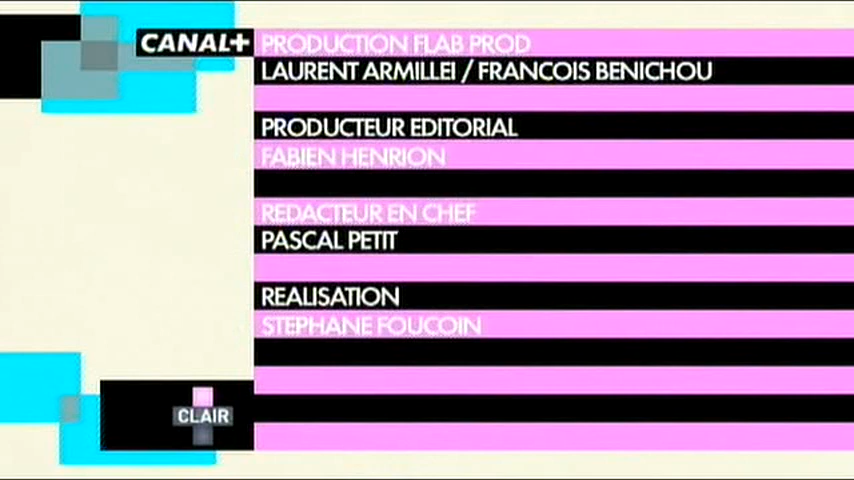 CANAL+
PRODUCTION FLAB PROD
LAURENT ARMILLEI / FRANCOIS BENICHOU
PRODUCTEUR EDITORIAL
FABIEN HENRION
REDACTEUR EN CHEF
PASCAL PETIT
REALISATION
STEPHANE FOUCOIN
CLAIR